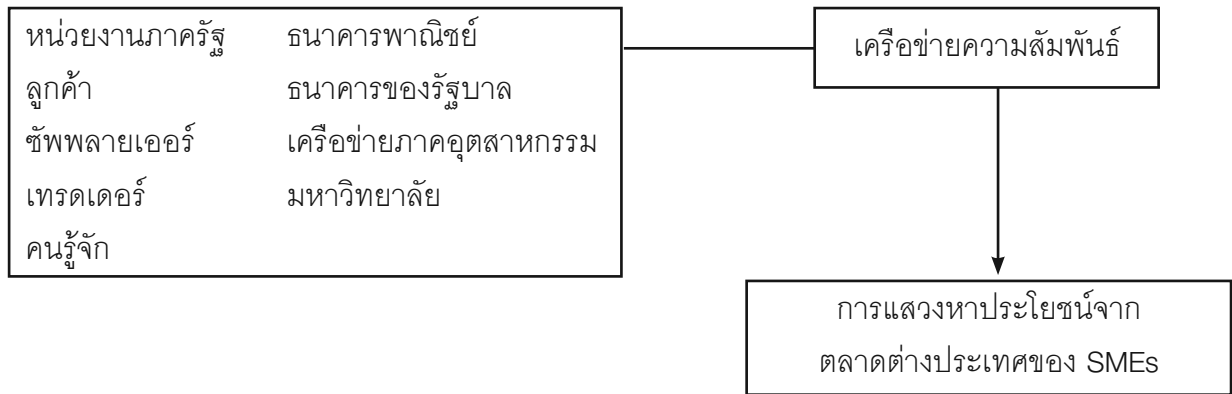 หน่วยงานภาครัฐ ธนาคารพาณิชย์
ลูกค้า ธนาคารของรัฐบาล
ซัพพลายเออร์ เครือข่ายภาคอุตสาหกรรม
เทรดเดอร์ มหาวิทยาลัย
คนรู้จัก
เครือข่ายความสัมพันธ์
การแสวงหาประโยชน์จาก
ตลาดต่างประเทศของ SMEs